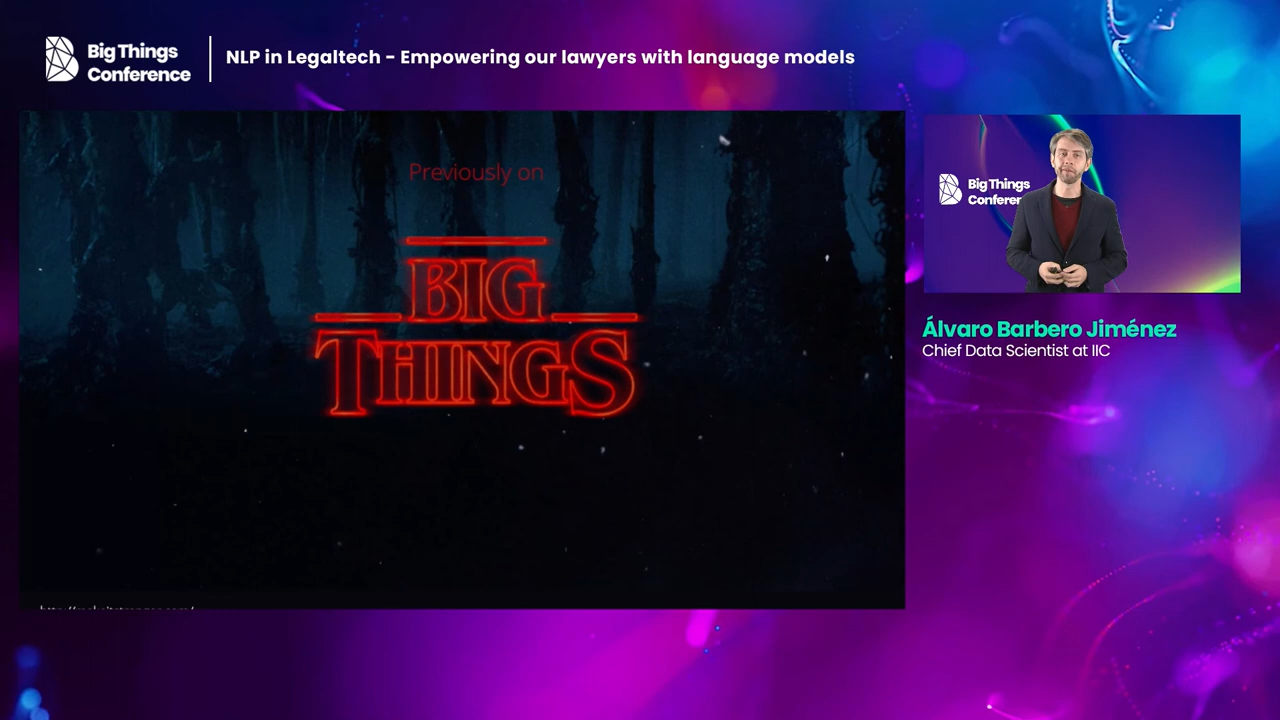 Big Things
Conference
NLP in Legaltech - Empowering our lawyers with language models
Previously on
BIG
THINGS
Big Things
Confer
Álvaro Barbero Jiménez
Chief Data Scientist at IIC